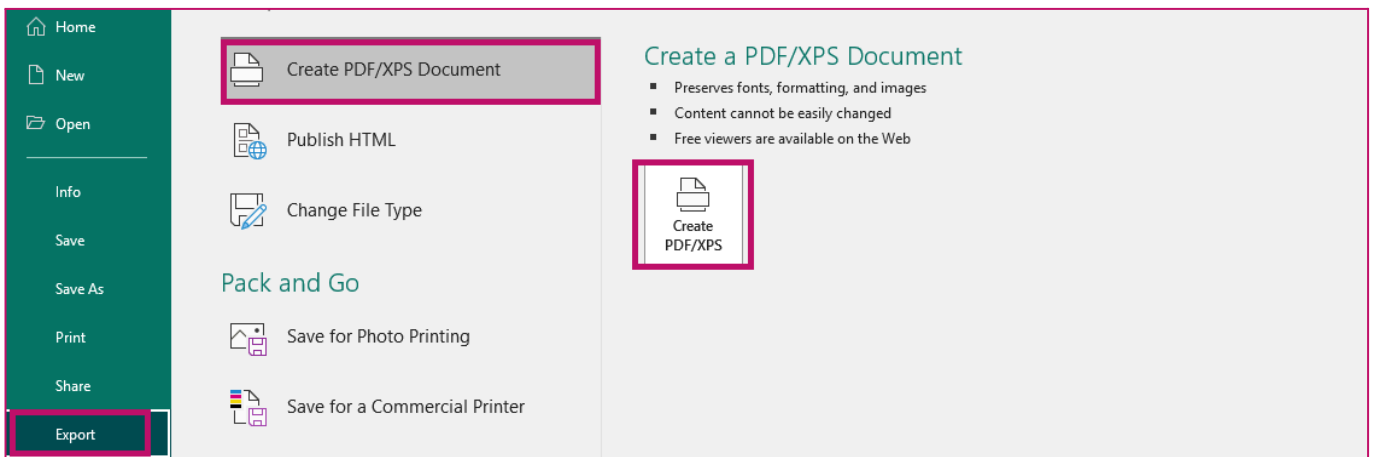 Home
New
Open
Info
Save
Save As
Print
Share
Export
Create PDF/XPS Document
Publish HTML
Change File Type
Pack and Go
Save for Photo Printing
Save for a Commercial Printer
Create a PDF/XPS Document
Preserves fonts, formatting, and images
Content cannot be easily changed
Free viewers are available on the Web
Create
PDF/XPS